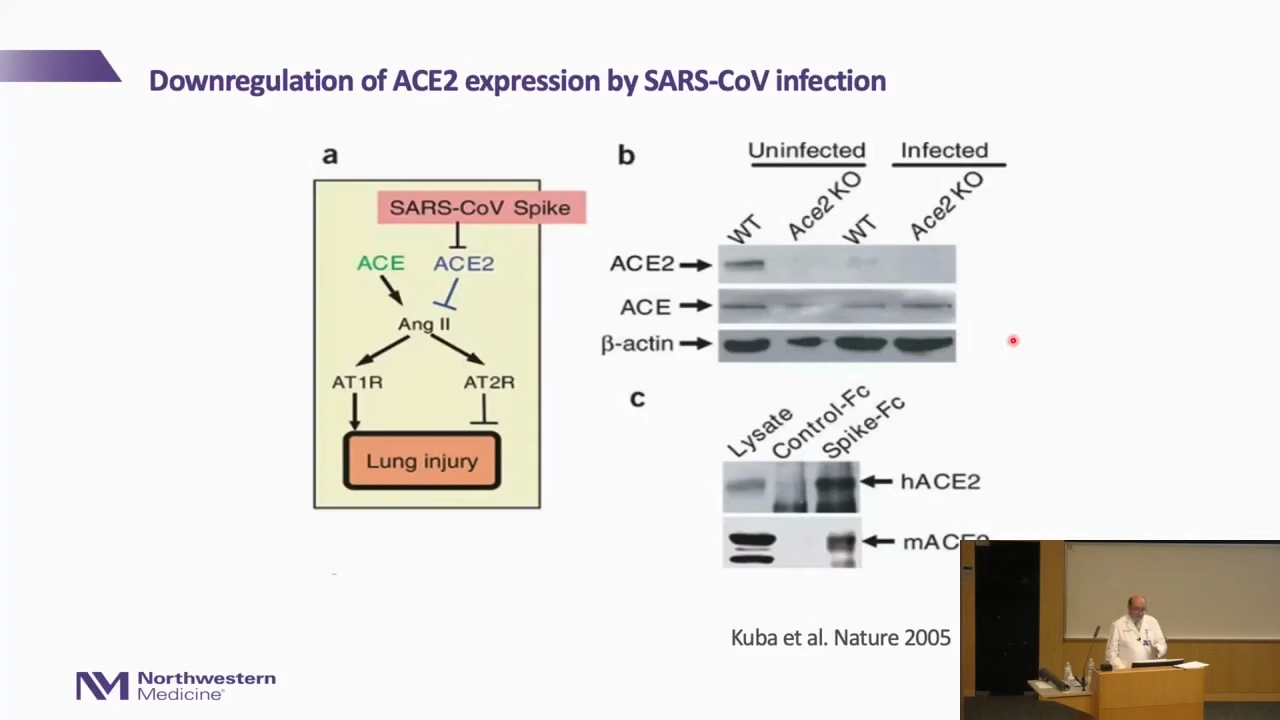 Downregulation of ACE2 expression by SARS-CoV infection
a
SARS-CoV Spike
ACE ACE2
Ang II
AT1R AT2R
Lung injury
b
Uninfected Infected
WT Ace2 KO WT Ace2 KO
ACE2
ACE
β-actin
c
Lysate Control-Fc Spike-Fc
hACE2
Kuba et al. Nature 2005
Northwestern
Medicine